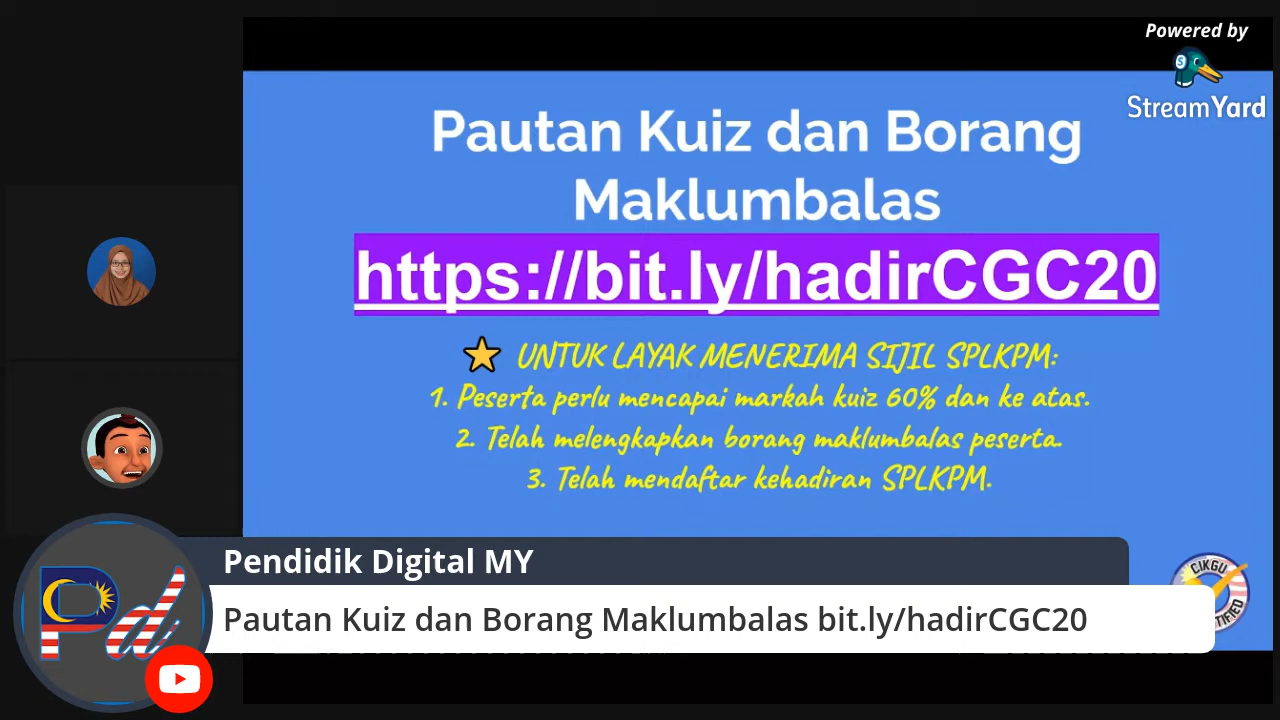 Powered by
StreamYard
Pautan Kuiz dan Borang
Maklumbalas
https://bit.ly/hadirCGC20
UNTUK LAYAK MENERIMA SIJIL SPLKPM:
1. Peserta perlu mencapai markah kuiz 60% dan ke atas.
2. Telah melengkapkan borang maklumbalas peserta.
3. Telah mendaftar kehadiran SPLKPM.
Pendidik Digital MY
Pautan Kuiz dan Borang Maklumbalas bit.ly/hadirCGC20
Pd
CIKGU